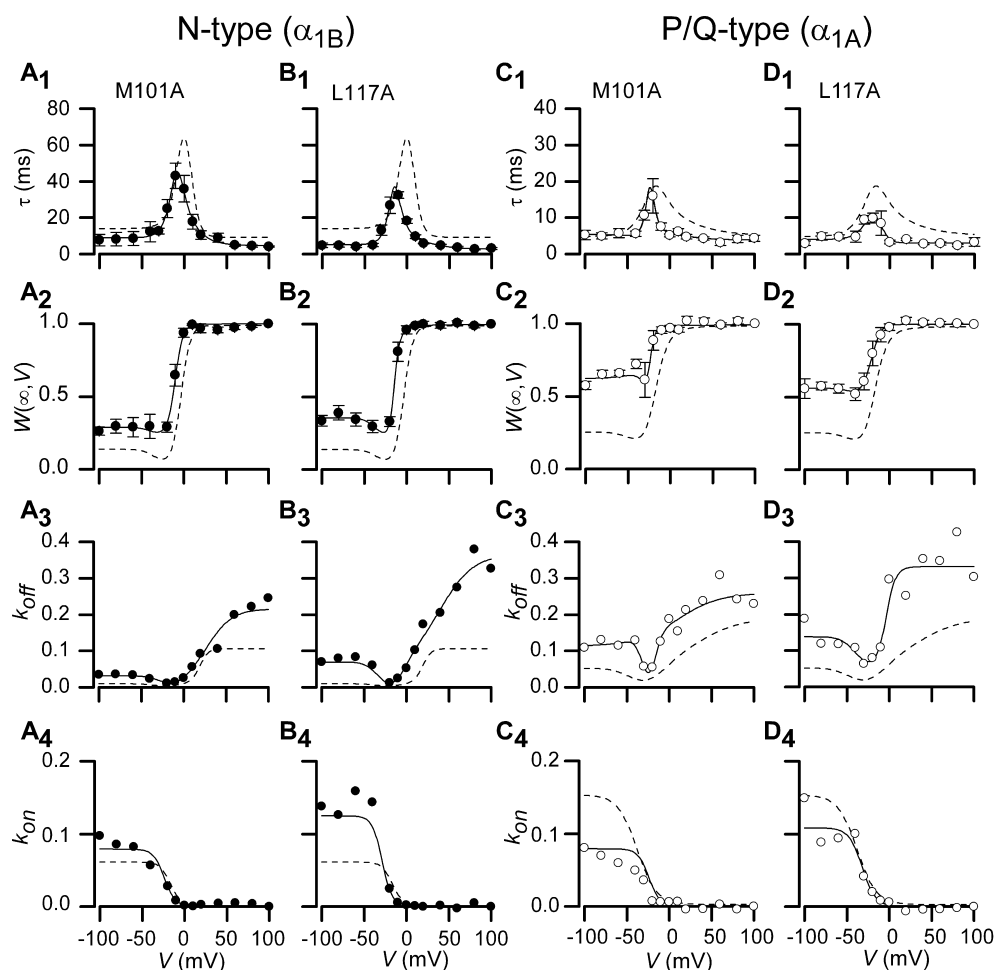 N-type (α1B) P/Q-type (α1A)
A1 B1 C1 D1
M101A L117A M101A L117A
80 40
60 30
40 20
20 10
0 0
τ (ms) τ (ms)
A2 B2 C2 D2
1.0 1.0
0.5 0.5
0.0 0.0
W(∞,V) W(∞,V)
A3 B3 C3 D3
0.4 0.4
0.3 0.3
0.2 0.2
0.1 0.1
0.0 0.0
koff koff
A4 B4 C4 D4
0.2 0.2
0.1 0.1
0.0 0.0
kon kon
-100 -50 0 50 100 -100 -50 0 50 100 -100 -50 0 50 100 -100 -50 0 50 100
V (mV) V (mV) V (mV) V (mV)